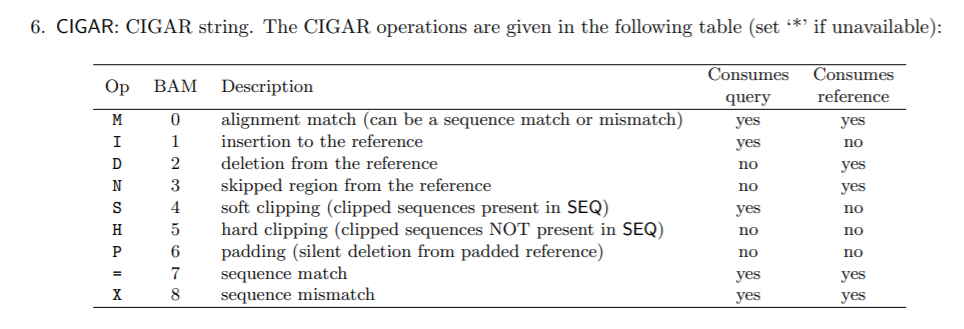 6. CIGAR: CIGAR string. The CIGAR operations are given in the following table (set ‘*’ if unavailable):
Op BAM Description Consumes query Consumes reference
M 0 alignment match (can be a sequence match or mismatch) yes yes
I 1 insertion to the reference yes no
D 2 deletion from the reference no yes
N 3 skipped region from the reference no yes
S 4 soft clipping (clipped sequences present in SEQ) yes no
H 5 hard clipping (clipped sequences NOT present in SEQ) no no
P 6 padding (silent deletion from padded reference) no no
= 7 sequence match yes yes
X 8 sequence mismatch yes yes